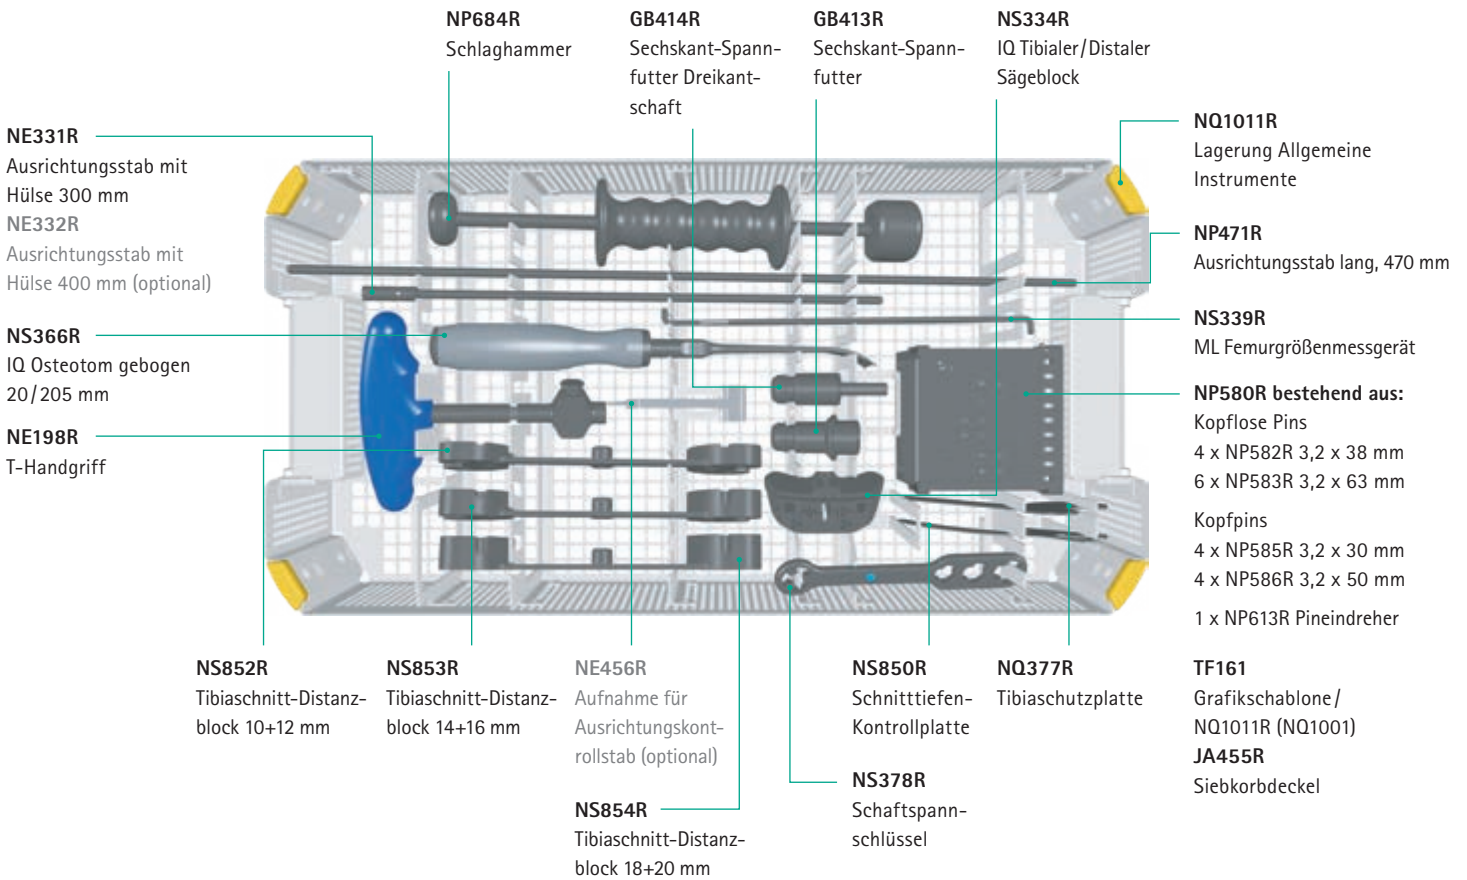 NP684R
Schlaghammer
GB414R
Sechskant-Spann-
futter Dreikant-
schaft
GB413R
Sechskant-Spann-
futter
NS334R
IQ Tibialer/Distaler
Sägeblock
NE331R
Ausrichtungsstab mit
Hülse 300 mm
NE332R
Ausrichtungsstab mit
Hülse 400 mm (optional)
NS366R
IQ Osteotom gebogen
20/205 mm
NE198R
T-Handgriff
NQ1011R
Lagerung Allgemeine
Instrumente
NP471R
Ausrichtungsstab lang, 470 mm
NS339R
ML Femurgrößenmessgerät
NP580R bestehend aus:
Kopflose Pins
4 x NP582R 3,2 x 38 mm
6 x NP583R 3,2 x 63 mm
Kopfpins
4 x NP585R 3,2 x 30 mm
4 x NP586R 3,2 x 50 mm
1 x NP613R Pineindreher
NS852R
Tibiaschnitt-Distanz-
block 10+12 mm
NS853R
Tibiaschnitt-Distanz-
block 14+16 mm
NE456R
Aufnahme für
Ausrichtungskont-
rollstab (optional)
NS854R
Tibiaschnitt-Distanz-
block 18+20 mm
NS850R
Schnitttiefen-
Kontrollplatte
NS378R
Schaftspann-
schlüssel
NQ377R
Tibiaschutzplatte
TF161
Grafikschablone/
NQ1011R (NQ1001)
JA455R
Siebkorbdeckel